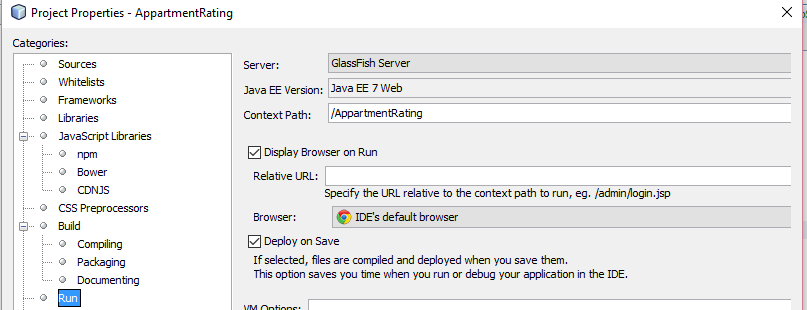 Project Properties - AppartmentRating
Categories:
Sources
Whitelists
Frameworks
Libraries
JavaScript Libraries
npm
Bower
CDNJS
CSS Preprocessors
Build
Compiling
Packaging
Documenting
Run
Server: GlassFish Server
Java EE Version: Java EE 7 Web
Context Path: /AppartmentRating
Display Browser on Run
Relative URL:
Specify the URL relative to the context path to run, eg. /admin/login.jsp
Browser: IDE's default browser
Deploy on Save
If selected, files are compiled and deployed when you save them.
This option saves you time when you run or debug your application in the IDE.
VM Options: